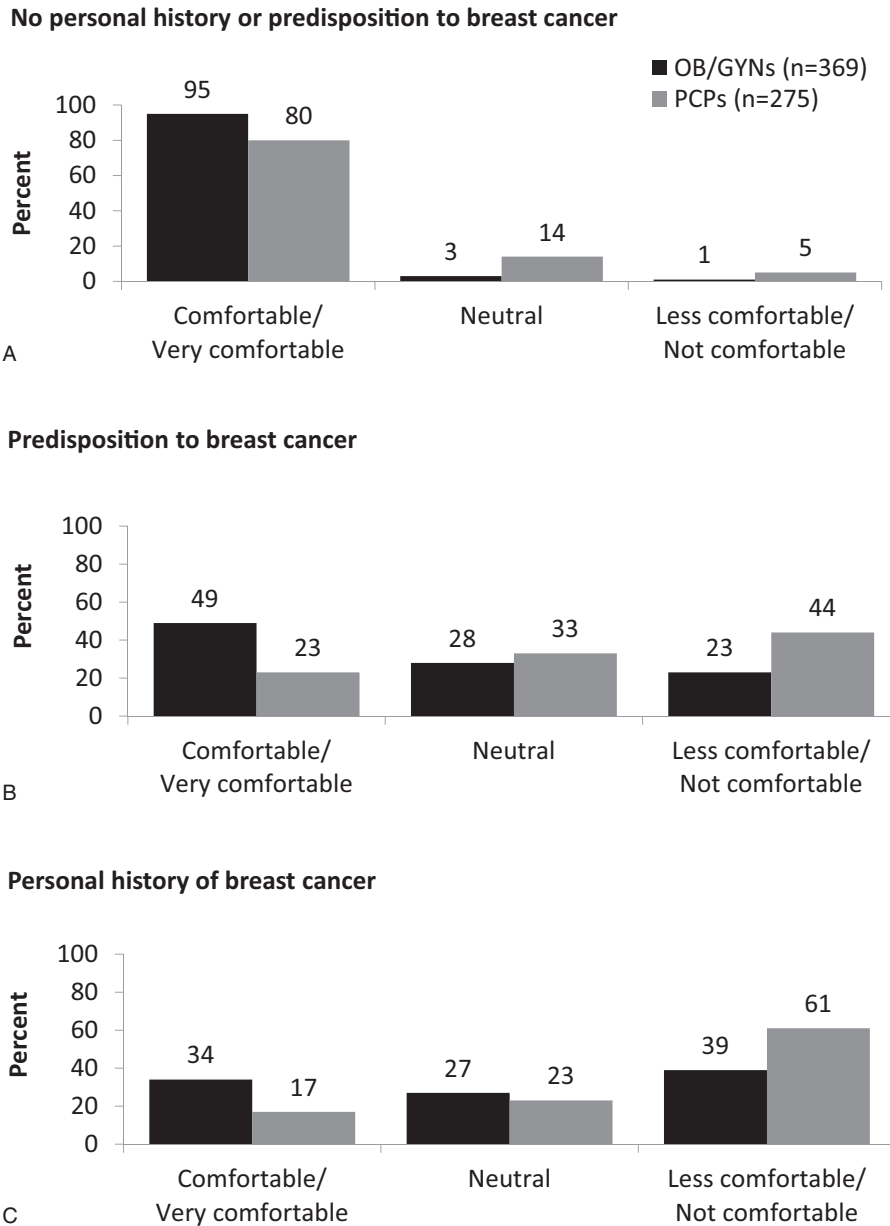 No personal history or predisposition to breast cancer
OB/GYNs (n=369)
PCPs (n=275)
Percent
100
80
60
40
20
0
95
80
3
14
1
5
Comfortable/
Very comfortable
Neutral
Less comfortable/
Not comfortable
A
Predisposition to breast cancer
Percent
100
80
60
40
20
0
49
23
28
33
23
44
Comfortable/
Very comfortable
Neutral
Less comfortable/
Not comfortable
B
Personal history of breast cancer
Percent
100
80
60
40
20
0
34
17
27
23
39
61
Comfortable/
Very comfortable
Neutral
Less comfortable/
Not comfortable
C